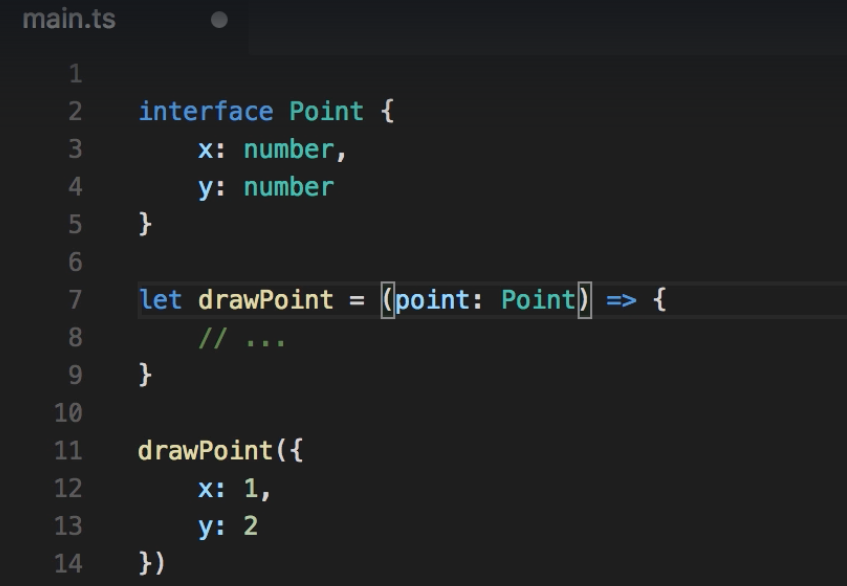 main.ts
1
2 interface Point {
3     x: number,
4     y: number
5 }
6
7 let drawPoint = (point: Point) => {
8     // ...
9 }
10
11 drawPoint({
12     x: 1,
13     y: 2
14 })